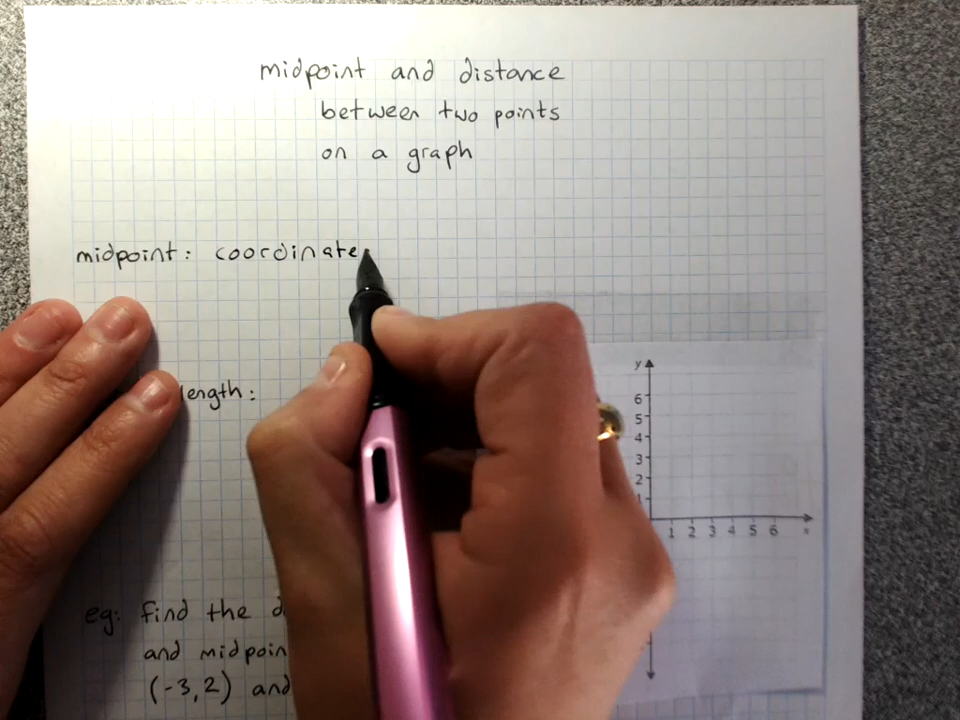 midpoint and distance
between two points
on a graph
midpoint: coordinate
length:
y
6
5
4
3
2
1
1 2 3 4 5 6 x
eg: find the
and
(-3,2) and